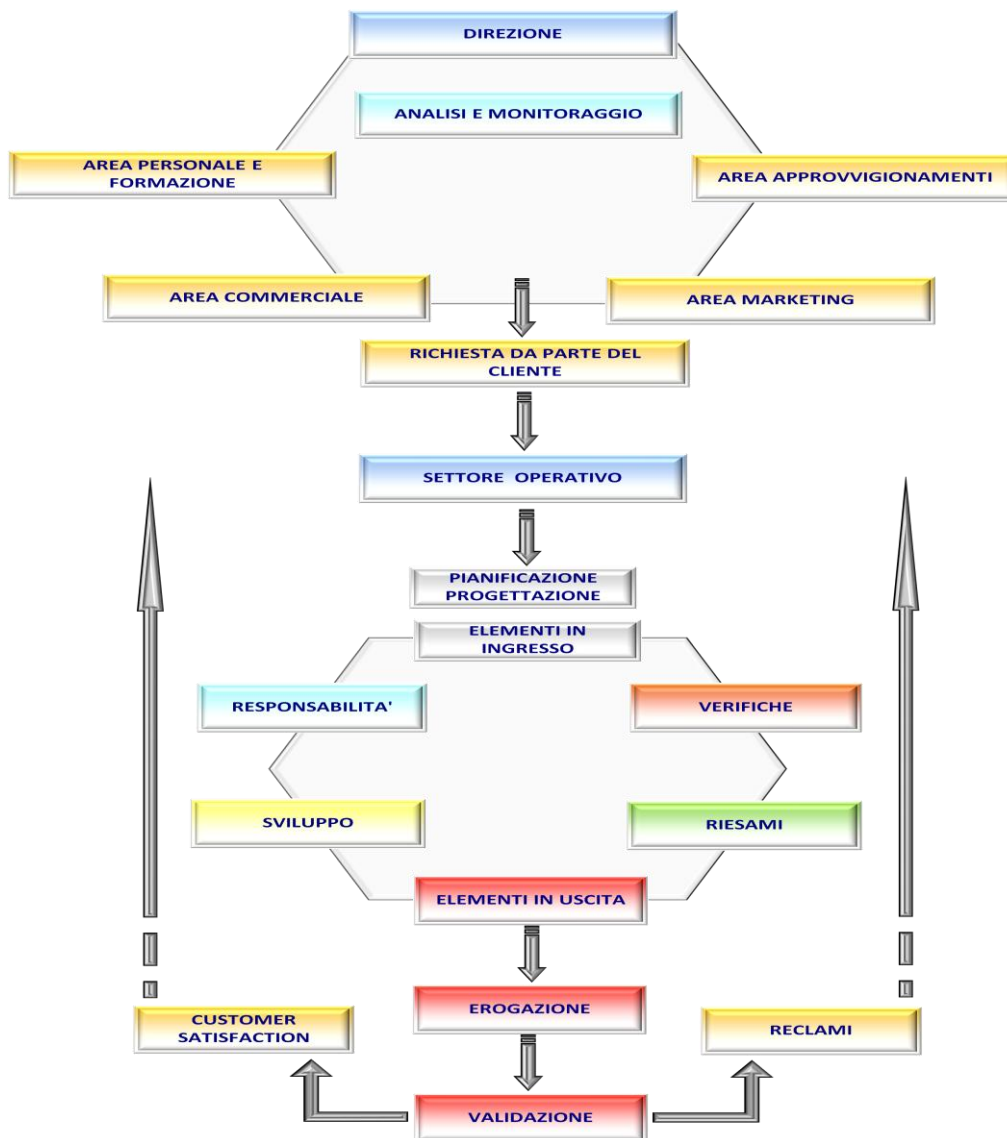 DIREZIONE
ANALISI E MONITORAGGIO
AREA PERSONALE E
FORMAZIONE
AREA APPROVVIGIONAMENTI
AREA COMMERCIALE
AREA MARKETING
RICHIESTA DA PARTE DEL
CLIENTE
SETTORE OPERATIVO
PIANIFICAZIONE
PROGETTAZIONE
ELEMENTI IN
INGRESSO
RESPONSABILITA'
VERIFICHE
SVILUPPO
RIESAMI
ELEMENTI IN USCITA
EROGAZIONE
CUSTOMER
SATISFACTION
RECLAMI
VALIDAZIONE